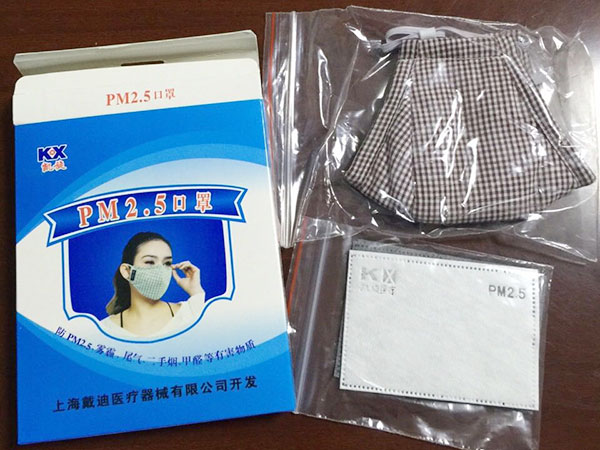 PM2.5口罩
KX
凯旋
PM2.5口罩
防PM2.5、雾霾、尾气、二手烟、甲醛等有害物质
上海戴迪医疗器械有限公司开发
KX
PM2.5